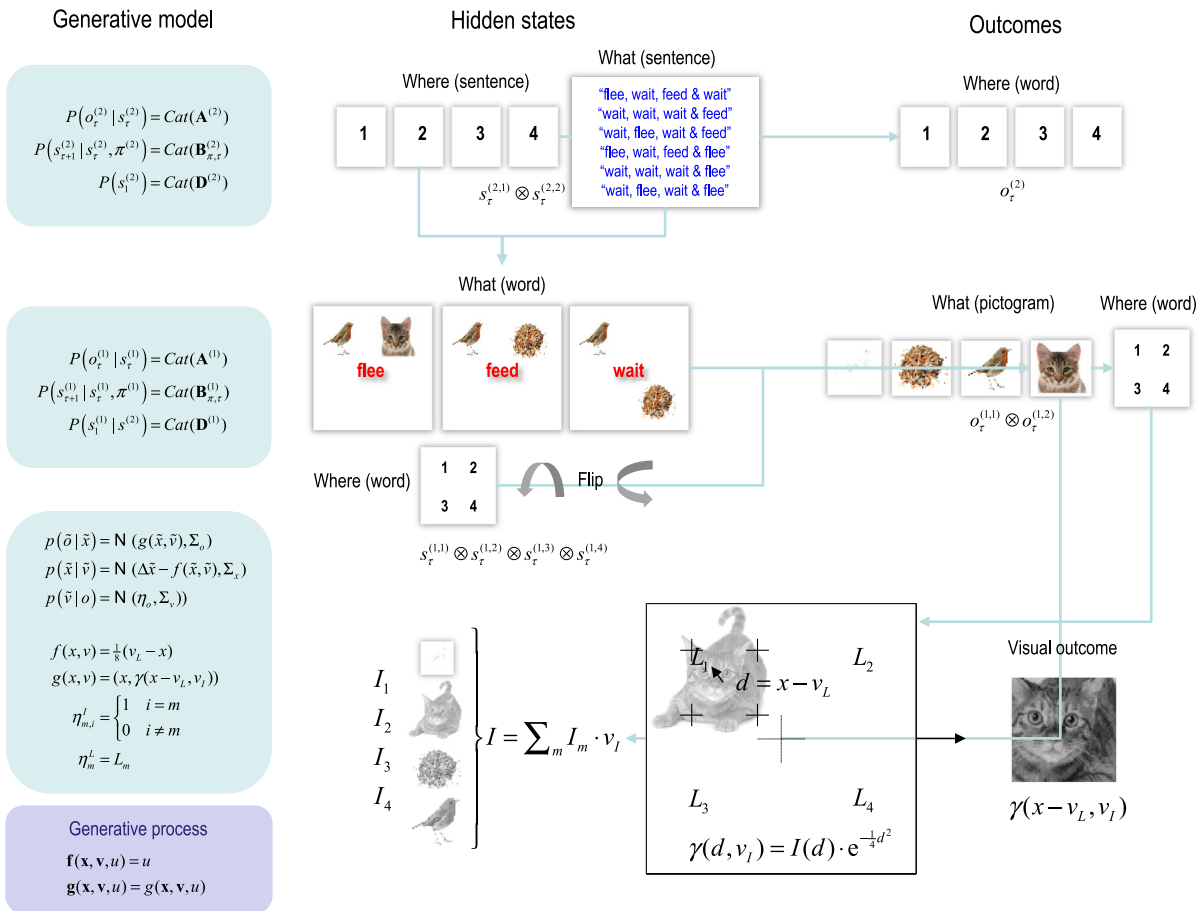 Generative model
Hidden states
Outcomes
P(o_τ^(2) | s_τ^(2)) = Cat(A^(2))
P(s_τ+1^(2) | s_τ^(2), π^(2)) = Cat(B_π,τ^(2))
P(s_1^(2)) = Cat(D^(2))
Where (sentence)
1 2 3 4
What (sentence)
“flee, wait, feed & wait”
“wait, wait, wait & feed”
“wait, flee, wait & feed”
“flee, wait, feed & flee”
“wait, wait, wait & flee”
“wait, flee, wait & flee”
s_τ^(2,1) ⊗ s_τ^(2,2)
Where (word)
1 2 3 4
o_τ^(2)
P(o_τ^(1) | s_τ^(1)) = Cat(A^(1))
P(s_τ+1^(1) | s_τ^(1), π^(1)) = Cat(B_π,τ^(1))
P(s_1^(1) | s^(2)) = Cat(D^(1))
What (word)
flee
feed
wait
What (pictogram)
Where (word)
1 2
3 4
o_τ^(1,1) ⊗ o_τ^(1,2)
Where (word)
1 2
3 4
Flip
s_τ^(1,1) ⊗ s_τ^(1,2) ⊗ s_τ^(1,3) ⊗ s_τ^(1,4)
p(õ | x̃) = N (g(x̃, ṽ), Σ_o)
p(x̃ | ṽ) = N (Δx̃ − f(x̃, ṽ), Σ_x)
p(ṽ | o) = N (η_o, Σ_v))
f(x, v) = 1/8(v_L − x)
g(x, v) = (x, γ(x − v_L, v_I))
η_m,i^I = {1 i = m
0 i ≠ m
η_m^L = L_m
I_1
I_2
I_3
I_4
I = ∑_m I_m · v_I
L_1
L_2
d = x − v_L
L_3
L_4
γ(d, v_I) = I(d) · e^(−1/4 d^2)
Visual outcome
γ(x − v_L, v_I)
Generative process
f(x, v, u) = u
g(x, v, u) = g(x, v, u)